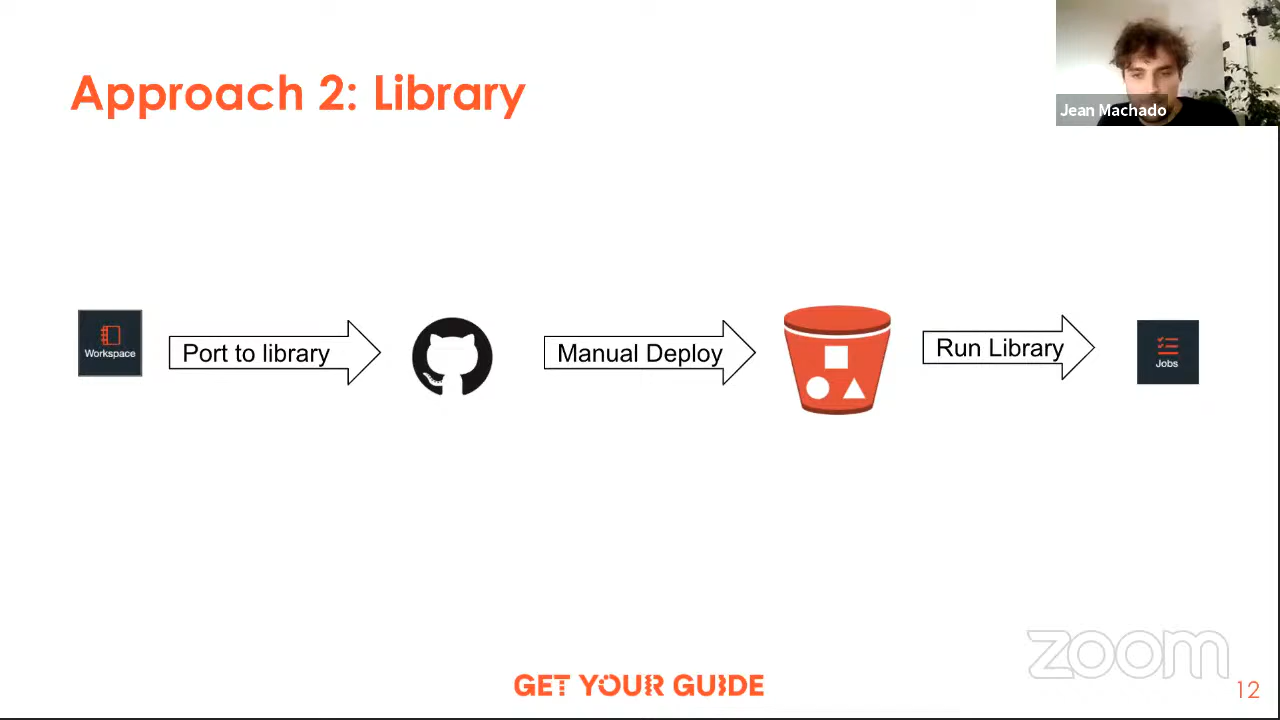 Approach 2: Library
Jean Machado
Workspace
Port to library
Manual Deploy
Run Library
Jobs
zoom
GET YOUR GUIDE
12